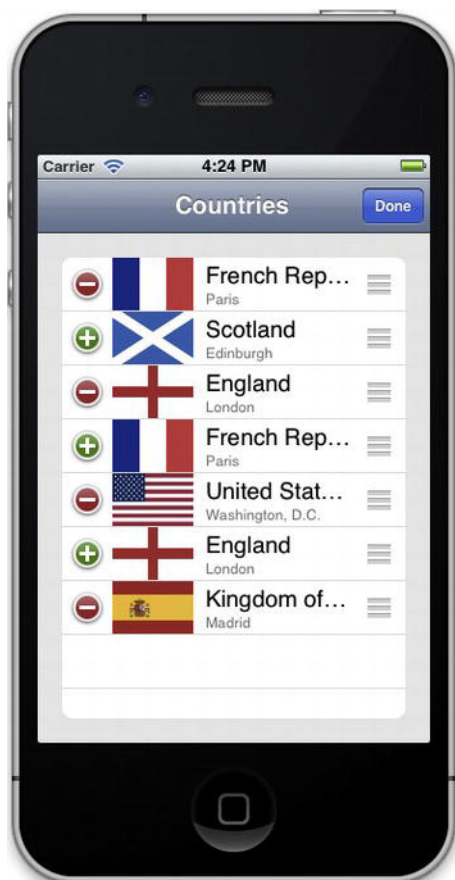 Carrier 4:24 PM
Countries Done
French Rep...
Paris
Scotland
Edinburgh
England
London
French Rep...
Paris
United Stat...
Washington, D.C.
England
London
Kingdom of...
Madrid